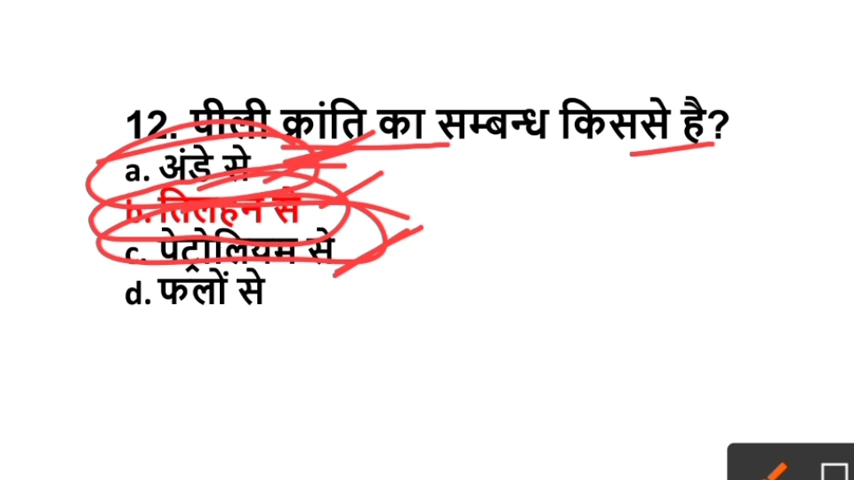 12. पीली क्रांति का सम्बन्ध किससे है?
a. अंडे से
b. तिलहन से
c. पेट्रोलियम से
d. फलों से